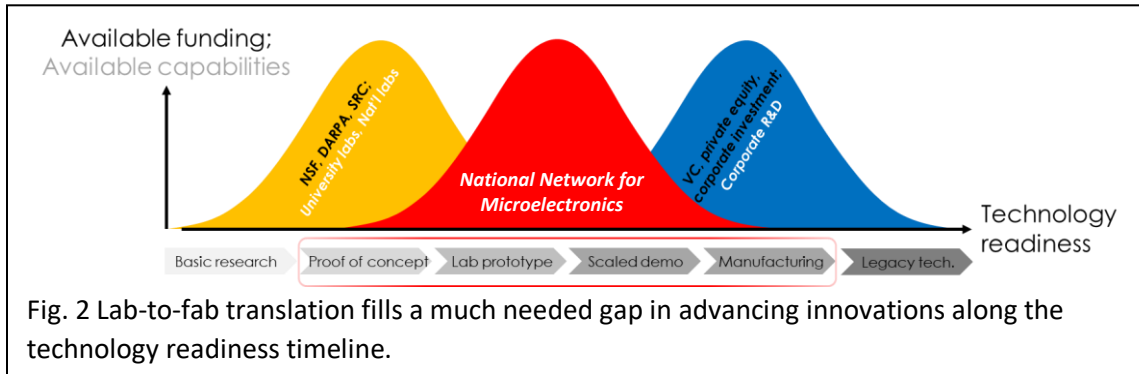 Available funding;
Available capabilities
NSF, DARPA, SRC;
University labs, Nat'l labs
National Network for
Microelectronics
VC, private equity,
corporate investment;
Corporate R&D
Technology
readiness
Basic research
Proof of concept
Lab prototype
Scaled demo
Manufacturing
Legacy tech.
Fig. 2 Lab-to-fab translation fills a much needed gap in advancing innovations along the
technology readiness timeline.